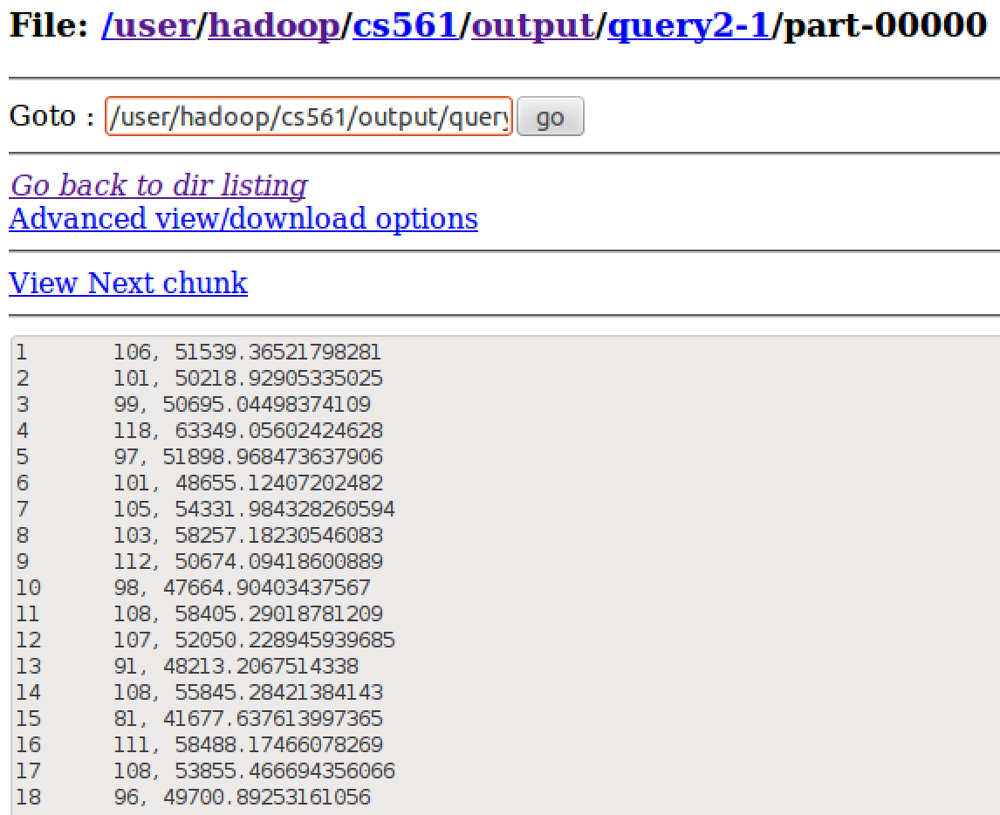 File: /user/hadoop/cs561/output/query2-1/part-00000
Goto : /user/hadoop/cs561/output/query go
Go back to dir listing
Advanced view/download options
View Next chunk
1 106, 51539.36521798281
2 101, 50218.92905335025
3 99, 50695.04498374109
4 118, 63349.05602424628
5 97, 51898.968473637906
6 101, 48655.12407202482
7 105, 54331.984328260594
8 103, 58257.18230546083
9 112, 50674.09418600889
10 98, 47664.90403437567
11 108, 58405.29018781209
12 107, 52050.228945939685
13 91, 48213.2067514338
14 108, 55845.28421384143
15 81, 41677.637613997365
16 111, 58488.17466078269
17 108, 53855.466694356066
18 96, 49700.89253161056